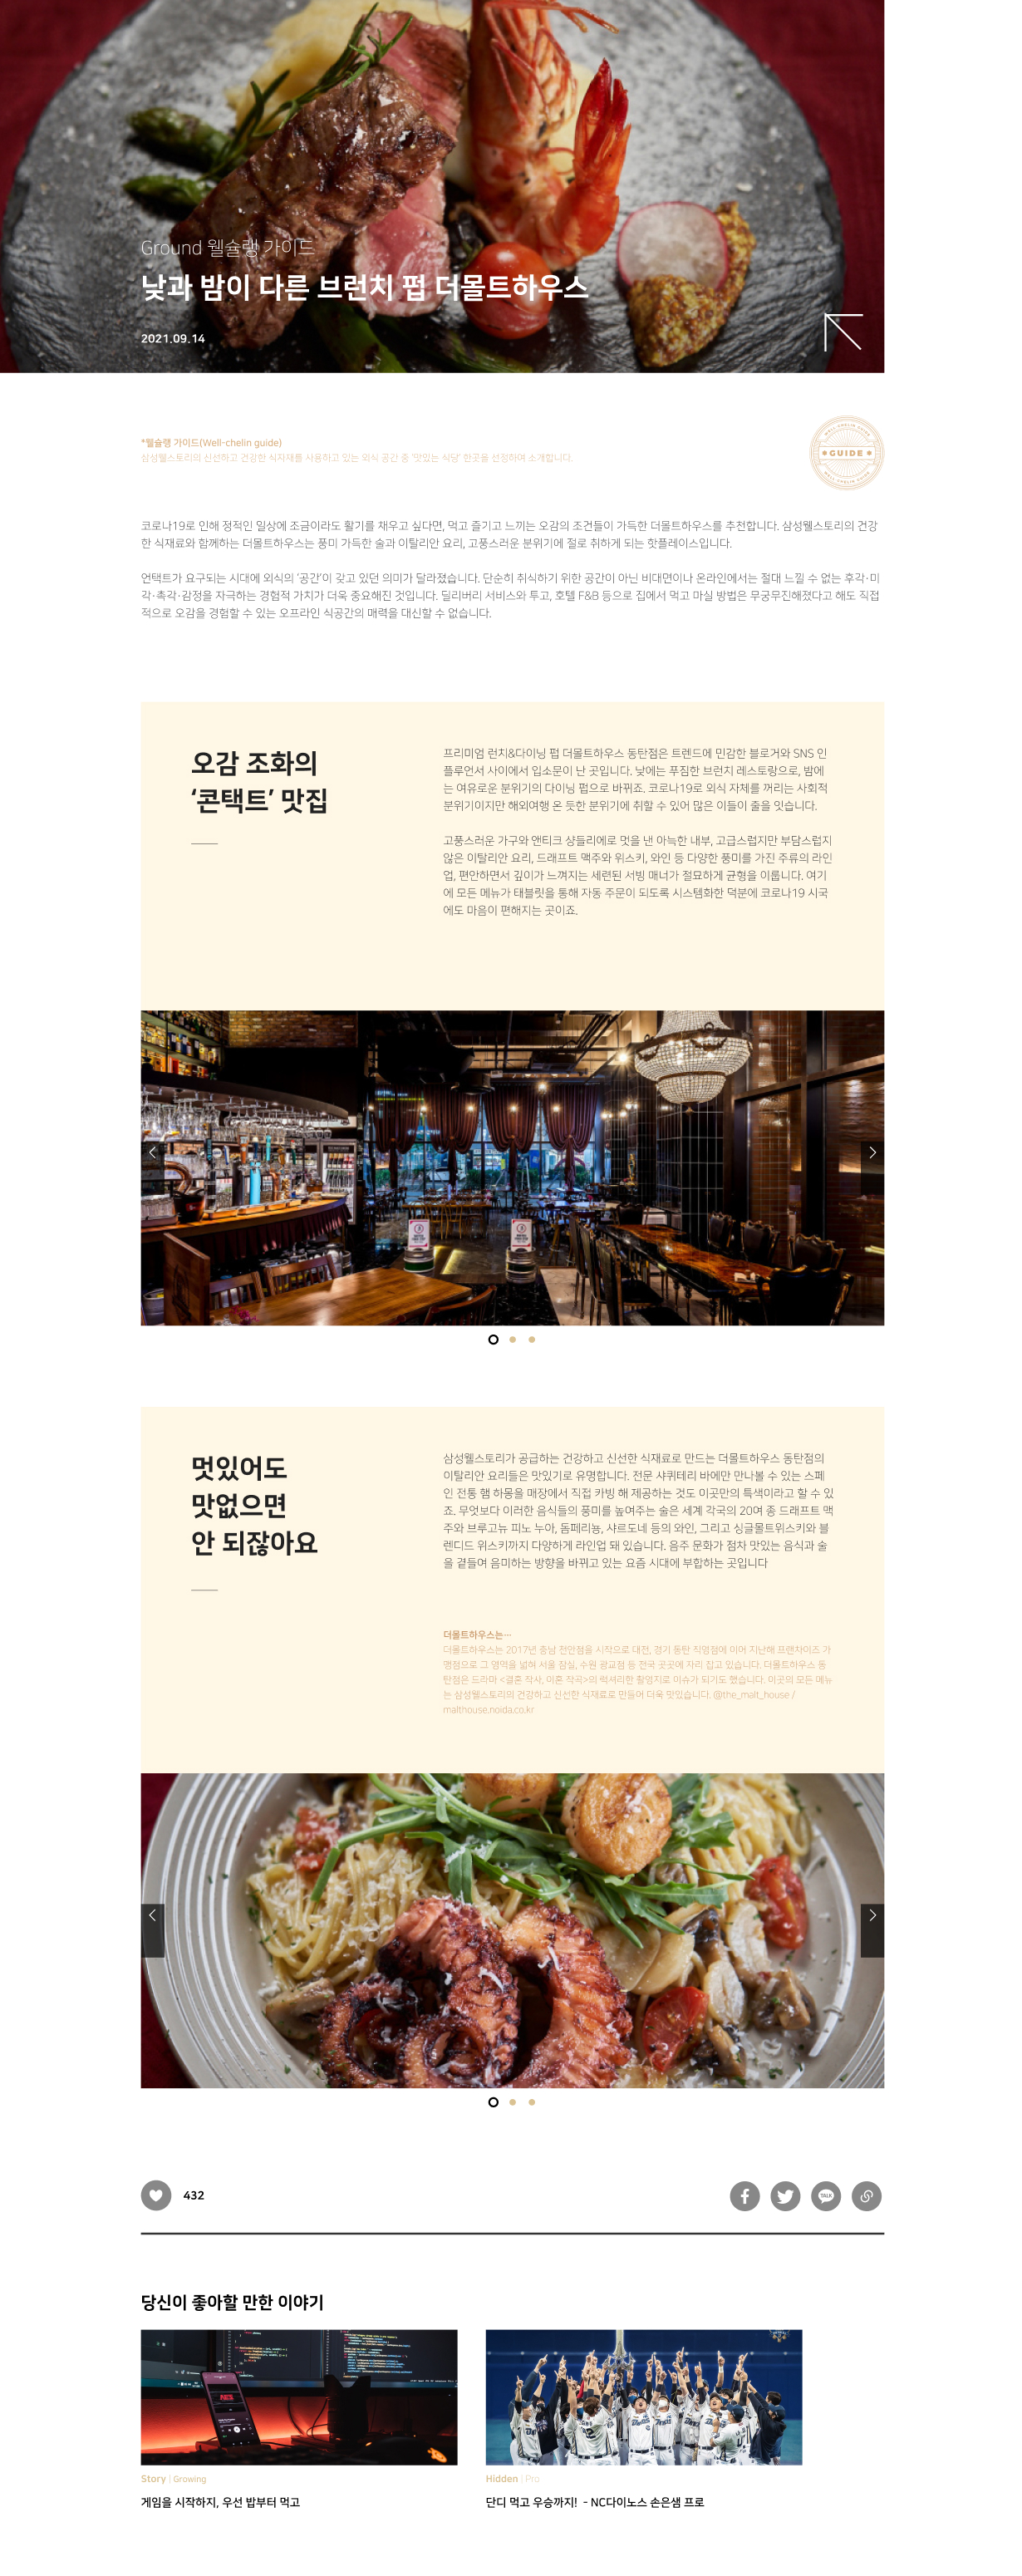 Ground 웰슐랭 가이드
낮과 밤이 다른 브런치 펍 더몰트하우스
2021.09.14
*웰슐랭 가이드(Well-chelin guide)
삼성웰스토리의 신선하고 건강한 식자재를 사용하고 있는 외식 공간 중 '맛있는 식당' 한곳을 선정하여 소개합니다.
WELL-CHELIN GUIDE
GUIDE
WELL-CHELIN GUIDE
코로나19로 인해 정적인 일상에 조금이라도 활기를 채우고 싶다면, 먹고 즐기고 느끼는 오감의 조건들이 가득한 더몰트하우스를 추천합니다. 삼성웰스토리의 건강
한 식재료와 함께하는 더몰트하우스는 풍미 가득한 술과 이탈리안 요리, 고풍스러운 분위기에 절로 취하게 되는 핫플레이스입니다.
언택트가 요구되는 시대에 외식의 '공간'이 갖고 있던 의미가 달라졌습니다. 단순히 취식하기 위한 공간이 아닌 비대면이나 온라인에서는 절대 느낄 수 없는 후각·미
각·촉각·감정을 자극하는 경험적 가치가 더욱 중요해진 것입니다. 딜리버리 서비스와 투고, 호텔 F&B 등으로 집에서 먹고 마실 방법은 무궁무진해졌다고 해도 직접
적으로 오감을 경험할 수 있는 오프라인 식공간의 매력을 대신할 수 없습니다.
오감 조화의
'콘택트' 맛집
프리미엄 런치&다이닝 펍 더몰트하우스 동탄점은 트렌드에 민감한 블로거와 SNS 인
플루언서 사이에서 입소문이 난 곳입니다. 낮에는 푸짐한 브런치 레스토랑으로, 밤에
는 여유로운 분위기의 다이닝 펍으로 바뀌죠. 코로나19로 외식 자체를 꺼리는 사회적
분위기이지만 해외여행 온 듯한 분위기에 취할 수 있어 많은 이들이 줄을 잇습니다.
고풍스러운 가구와 앤티크 샹들리에로 멋을 낸 아늑한 내부, 고급스럽지만 부담스럽지
않은 이탈리안 요리, 드래프트 맥주와 위스키, 와인 등 다양한 풍미를 가진 주류의 라인
업, 편안하면서 깊이가 느껴지는 세련된 서빙 매너가 절묘하게 균형을 이룹니다. 여기
에 모든 메뉴가 태블릿을 통해 자동 주문이 되도록 시스템화한 덕분에 코로나19 시국
에도 마음이 편해지는 곳이죠.
멋있어도
맛없으면
안 되잖아요
삼성웰스토리가 공급하는 건강하고 신선한 식재료로 만드는 더몰트하우스 동탄점의
이탈리안 요리들은 맛있기로 유명합니다. 전문 샤퀴테리 바에만 만나볼 수 있는 스페
인 전통 햄 하몽을 매장에서 직접 카빙 해 제공하는 것도 이곳만의 특색이라고 할 수 있
죠. 무엇보다 이러한 음식들의 풍미를 높여주는 술은 세계 각국의 20여 종 드래프트 맥
주와 브루고뉴 피노 누아, 돔페리뇽, 샤르도네 등의 와인, 그리고 싱글몰트위스키와 블
렌디드 위스키까지 다양하게 라인업 돼 있습니다. 음주 문화가 점차 맛있는 음식과 술
을 곁들여 음미하는 방향을 바뀌고 있는 요즘 시대에 부합하는 곳입니다
더몰트하우스는…
더몰트하우스는 2017년 충남 천안점을 시작으로 대전, 경기 동탄 직영점에 이어 지난해 프랜차이즈 가
맹점으로 그 영역을 넓혀 서울 잠실, 수원 광교점 등 전국 곳곳에 자리 잡고 있습니다. 더몰트하우스 동
탄점은 드라마 <결혼 작사, 이혼 작곡>의 럭셔리한 촬영지로 이슈가 되기도 했습니다. 이곳의 모든 메뉴
는 삼성웰스토리의 건강하고 신선한 식재료로 만들어 더욱 맛있습니다. @the_malt_house /
malthouse.noida.co.kr
432
TALK
당신이 좋아할 만한 이야기
Story | Growing
게임을 시작하지, 우선 밥부터 먹고
Hidden | Pro
단디 먹고 우승까지! - NC다이노스 손은샘 프로